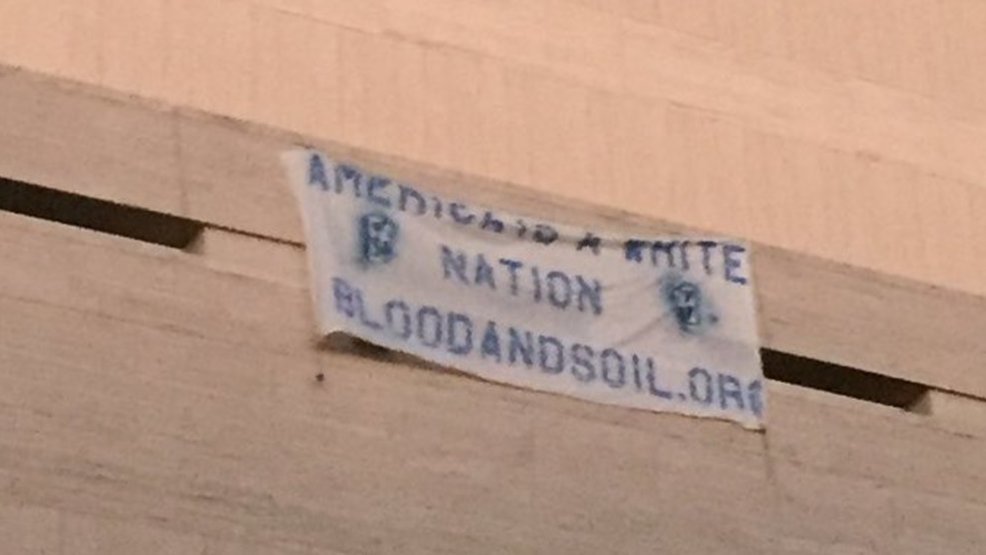 AMERICA IS A WHITE
NATION
BLOODANDSOIL.ORG